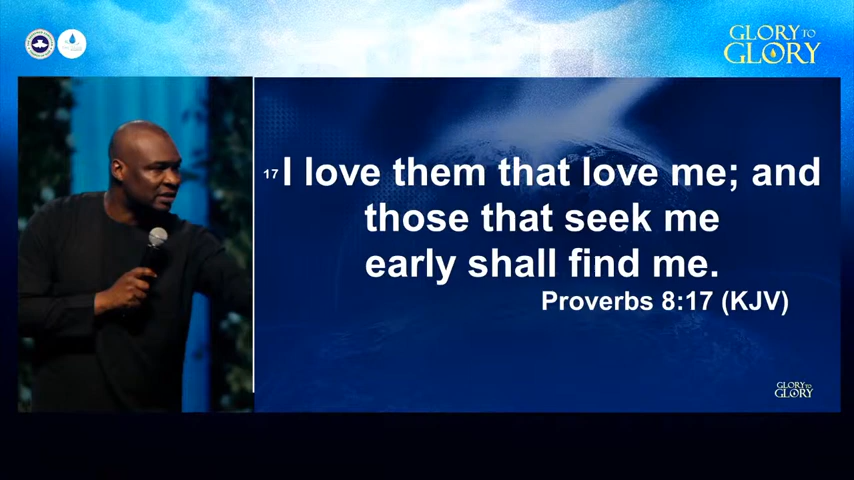 GLORY TO
GLORY
17 I love them that love me; and
those that seek me
early shall find me.
Proverbs 8:17 (KJV)
GLORY TO
GLORY